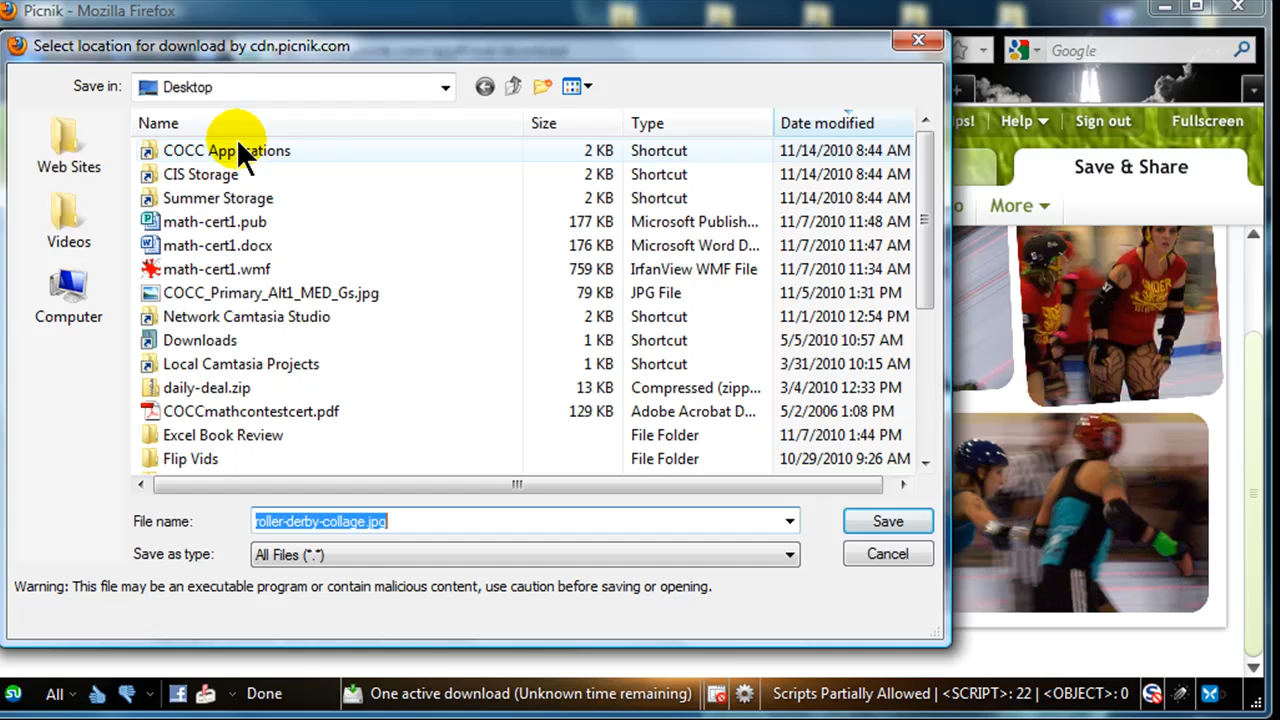 Picnik - Mozilla Firefox
Select location for download by cdn.picnik.com
Google
Save in: Desktop
Name Size Type Date modified
ps! Help Sign out Fullscreen
COCC Applications 2 KB Shortcut 11/14/2010 8:44 AM
Save & Share
CIS Storage 2 KB Shortcut 11/14/2010 8:44 AM
Web Sites
Summer Storage 2 KB Shortcut 11/14/2010 8:44 AM
o More
math-cert1.pub 177 KB Microsoft Publish... 11/7/2010 11:48 AM
Videos
math-cert1.docx 176 KB Microsoft Word D... 11/7/2010 11:47 AM
math-cert1.wmf 759 KB IrfanView WMF File 11/7/2010 11:34 AM
COCC_Primary_Alt1_MED_Gs.jpg 79 KB JPG File 11/5/2010 1:31 PM
Computer
Network Camtasia Studio 2 KB Shortcut 11/1/2010 12:54 PM
Downloads 1 KB Shortcut 5/5/2010 10:57 AM
Local Camtasia Projects 1 KB Shortcut 3/31/2010 10:15 AM
daily-deal.zip 13 KB Compressed (zipp... 3/4/2010 12:33 PM
COCCmathcontestcert.pdf 129 KB Adobe Acrobat D... 5/2/2006 1:08 PM
Excel Book Review File Folder 11/7/2010 1:44 PM
Flip Vids File Folder 10/29/2010 9:26 AM
File name: roller-derby-collage.jpg Save
Save as type: All Files (*.*) Cancel
Warning: This file may be an executable program or contain malicious content, use caution before saving or opening.
All Done One active download (Unknown time remaining) Scripts Partially Allowed | <SCRIPT>: 22 | <OBJECT>: 0